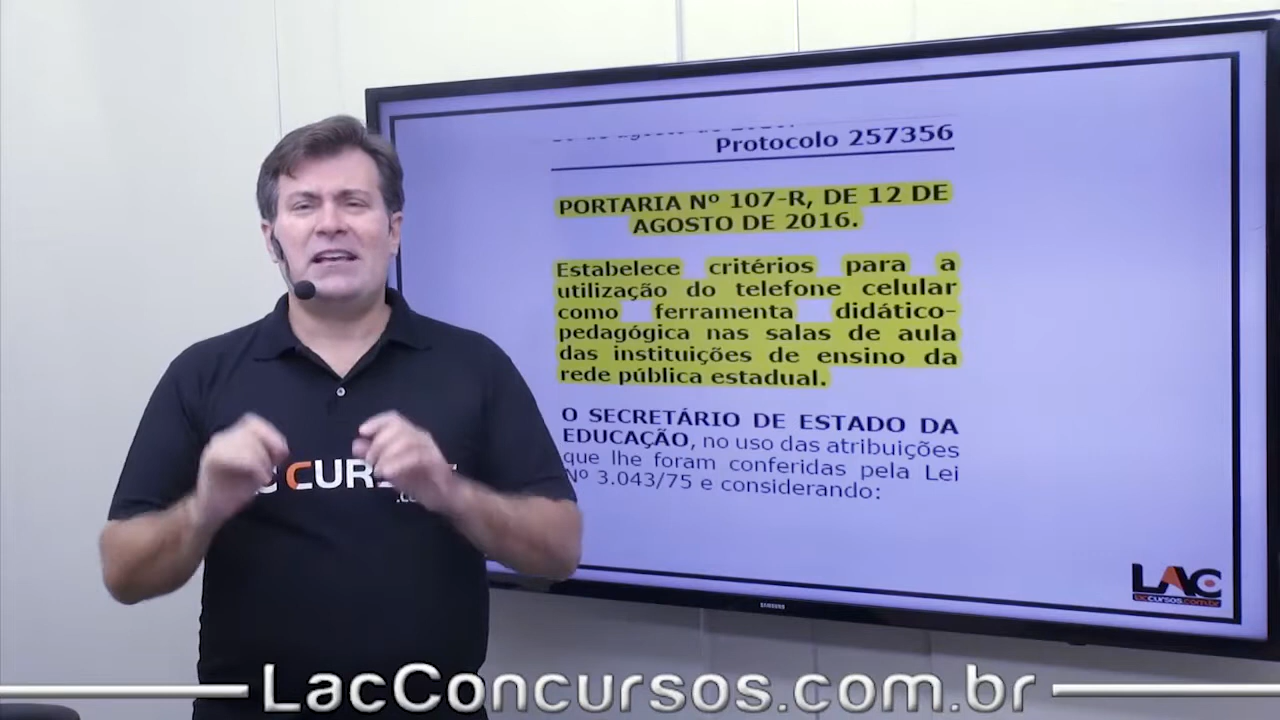 Protocolo 257356
PORTARIA Nº 107-R, DE 12 DE
AGOSTO DE 2016.
Estabelece critérios para a
utilização do telefone celular
como ferramenta didático-
pedagógica nas salas de aula
das instituições de ensino da
rede pública estadual.
O SECRETÁRIO DE ESTADO DA
EDUCAÇÃO, no uso das atribuições
que lhe foram conferidas pela Lei
Nº 3.043/75 e considerando:
LAC
laccursos.com.br
SAMSUNG
LacConcursos.com.br